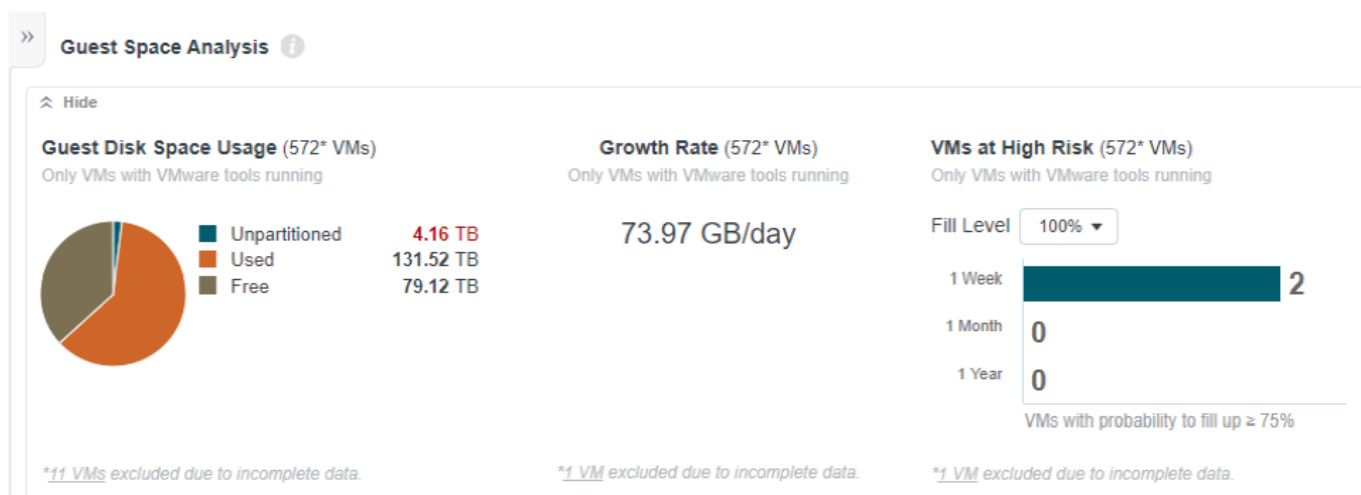 Guest Space Analysis
Hide
Guest Disk Space Usage (572* VMs)
Only VMs with VMware tools running
Unpartitioned 4.16 TB
Used 131.52 TB
Free 79.12 TB
*11 VMs excluded due to incomplete data.
Growth Rate (572* VMs)
Only VMs with VMware tools running
73.97 GB/day
*1 VM excluded due to incomplete data.
VMs at High Risk (572* VMs)
Only VMs with VMware tools running
Fill Level 100%
1 Week 2
1 Month 0
1 Year 0
VMs with probability to fill up ≥ 75%
*1 VM excluded due to incomplete data.